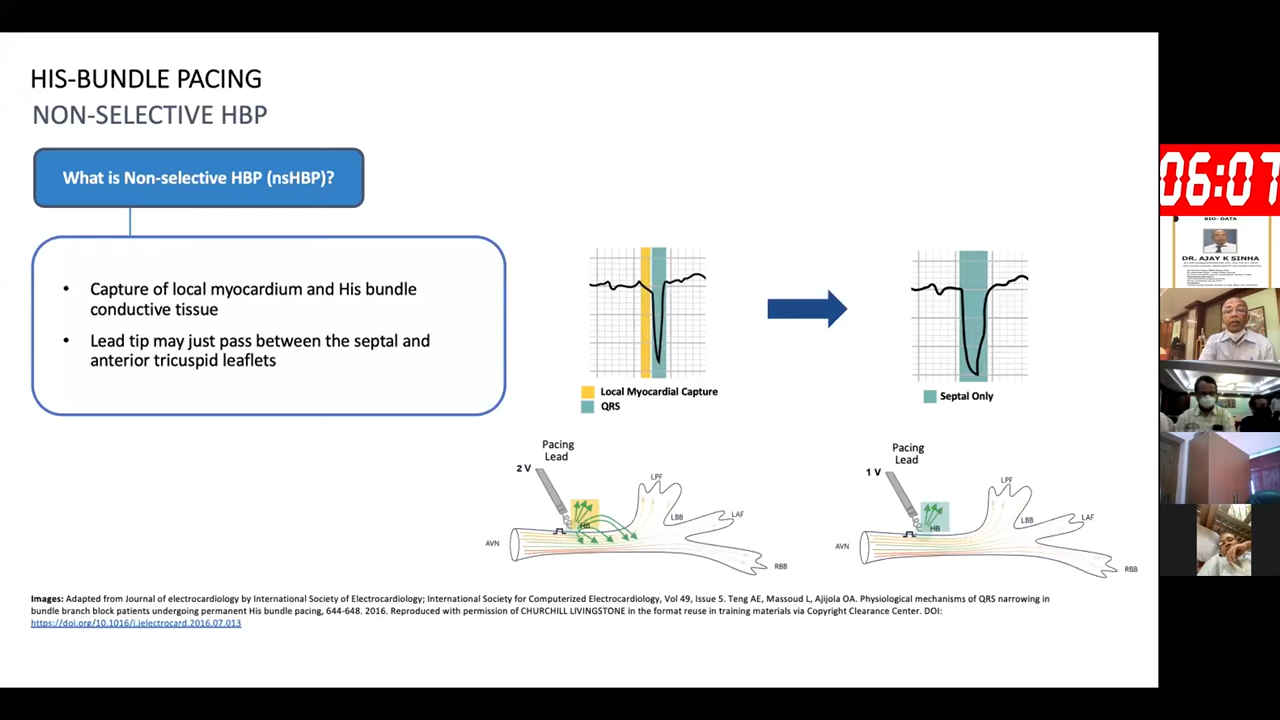 HIS-BUNDLE PACING
NON-SELECTIVE HBP
What is Non-selective HBP (nsHBP)?
• Capture of local myocardium and His bundle
conductive tissue
• Lead tip may just pass between the septal and
anterior tricuspid leaflets
Local Myocardial Capture
QRS
Septal Only
Pacing
Lead
2 V
HB
LPF
LBB
LAF
AVN
RBB
Pacing
Lead
1 V
HB
LPF
LBB
LAF
AVN
RBB
Images: Adapted from Journal of electrocardiology by International Society of Electrocardiology; International Society for Computerized Electrocardiology, Vol 49, Issue 5. Teng AE, Massoud L, Ajijola OA. Physiological mechanisms of QRS narrowing in
bundle branch block patients undergoing permanent His bundle pacing, 644-648. 2016. Reproduced with permission of CHURCHILL LIVINGSTONE in the format reuse in training materials via Copyright Clearance Center. DOI:
https://doi.org/10.1016/j.jelectrocard.2016.07.013
06:07
BIO- DATA
DR. AJAY K SINHA